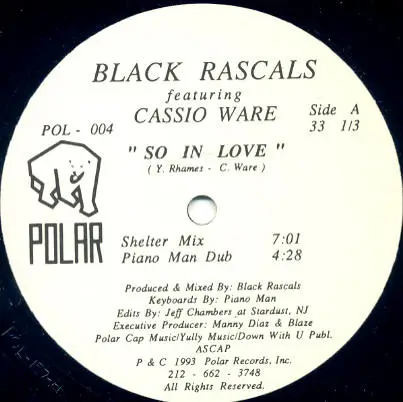 BLACK RASCALS
featuring
CASSIO WARE
Side A
POL - 004
33 1/3
" SO IN LOVE "
( Y. Rhames - C. Ware )
POLAR
Shelter Mix 7:01
Piano Man Dub 4:28
Produced & Mixed By: Black Rascals
Keyboards By: Piano Man
Edits By: Jeff Chambers at Stardust, NJ
Executive Producer: Manny Diaz & Blaze
Polar Cap Music/Yully Music/Down With U Publ.
ASCAP
P & C 1993 Polar Records, Inc.
212 - 662 - 3748
All Rights Reserved.